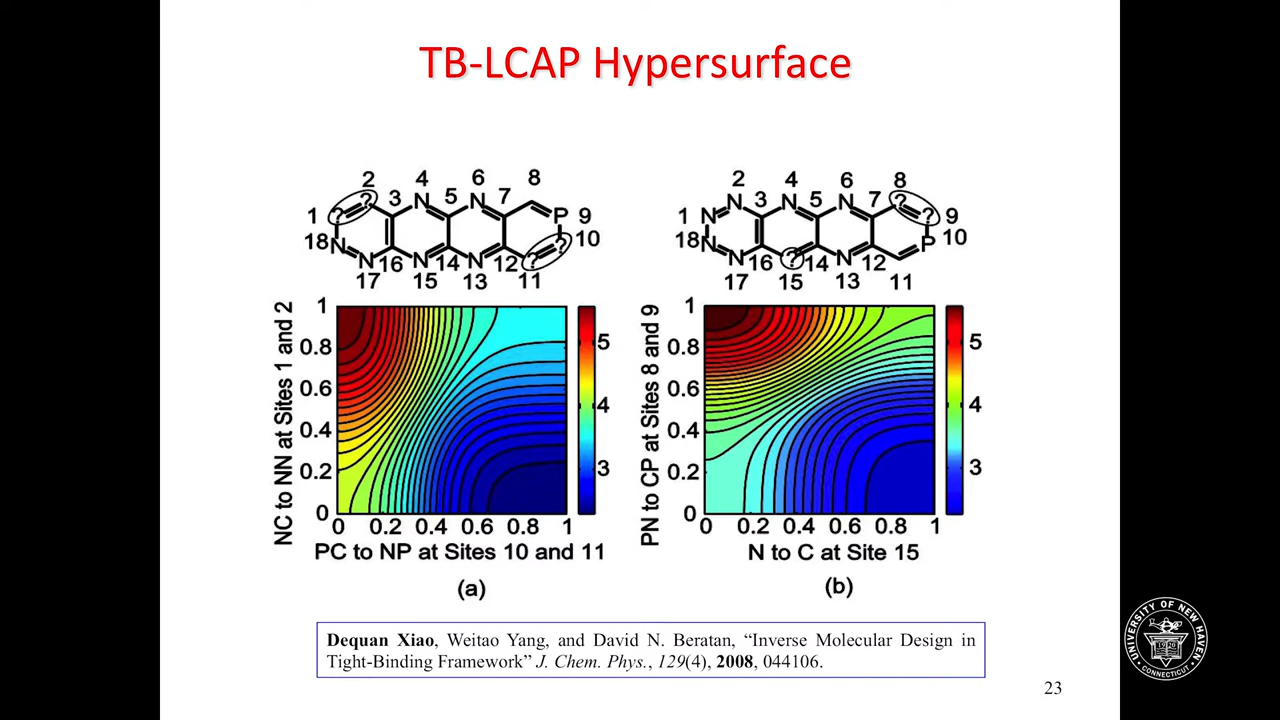 TB-LCAP Hypersurface
2 4 6 8
1 ? ? 3 N 5 N 7 P 9
18 N N 16 N 14 N 12 ? ? 10
17 15 13 11
2 4 6 8
1 N N 3 N 5 N 7 ? ? 9
18 N N 16 ? 14 N 12 P 10
17 15 13 11
NC to NN at Sites 1 and 2
1
0.8
0.6
0.4
0.2
0
0 0.2 0.4 0.6 0.8 1
PC to NP at Sites 10 and 11
5
4
3
(a)
PN to CP at Sites 8 and 9
1
0.8
0.6
0.4
0.2
0
0 0.2 0.4 0.6 0.8 1
N to C at Site 15
5
4
3
(b)
Dequan Xiao, Weitao Yang, and David N. Beratan, “Inverse Molecular Design in
Tight-Binding Framework” J. Chem. Phys., 129(4), 2008, 044106.
23
UNIVERSITY OF NEW HAVEN
CONNECTICUT